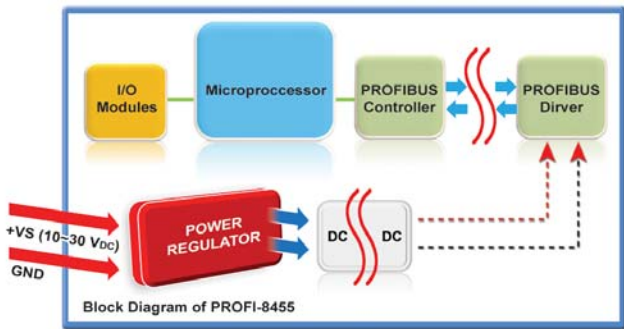 I/O
Modules
Microproccessor
PROFIBUS
Controller
PROFIBUS
Dirver
+VS (10~30 VDC)
GND
POWER
REGULATOR
DC DC
Block Diagram of PROFI-8455